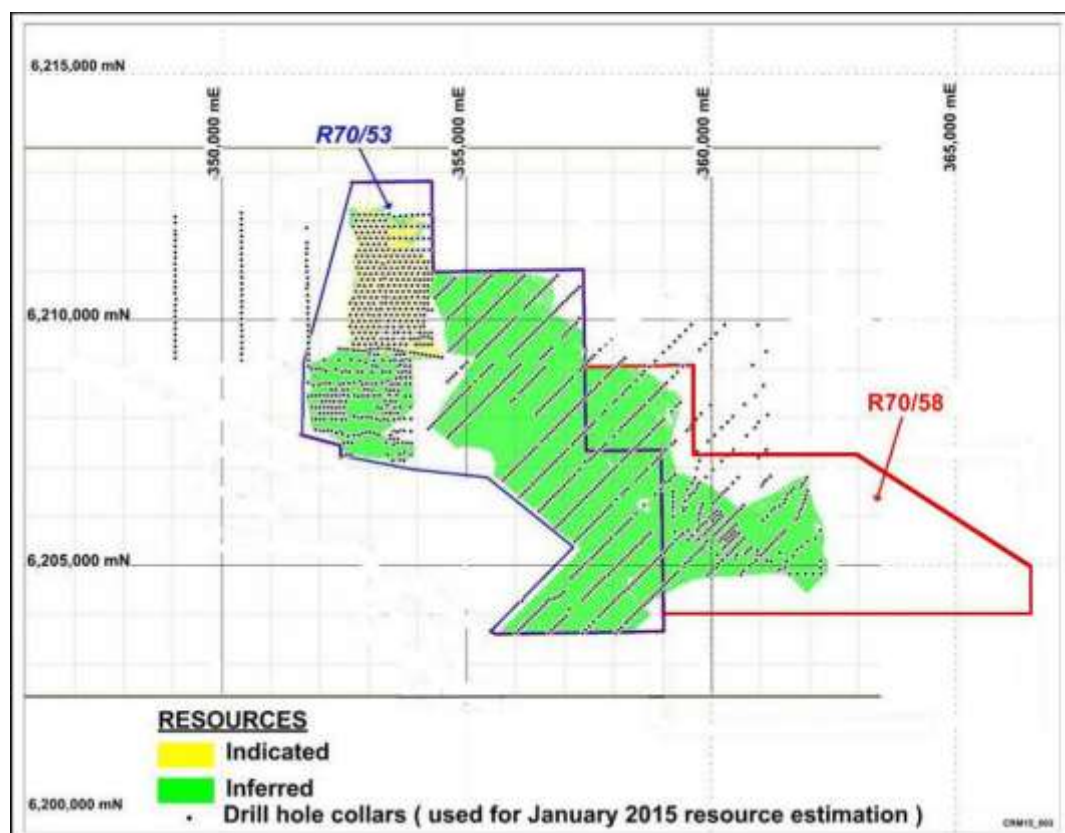 6,215,000 mN
350,000 mE
355,000 mE
360,000 mE
365,000 mE
R70/53
6,210,000 mN
R70/58
6,205,000 mN
RESOURCES
Indicated
Inferred
6,200,000 mN
• Drill hole collars ( used for January 2015 resource estimation )